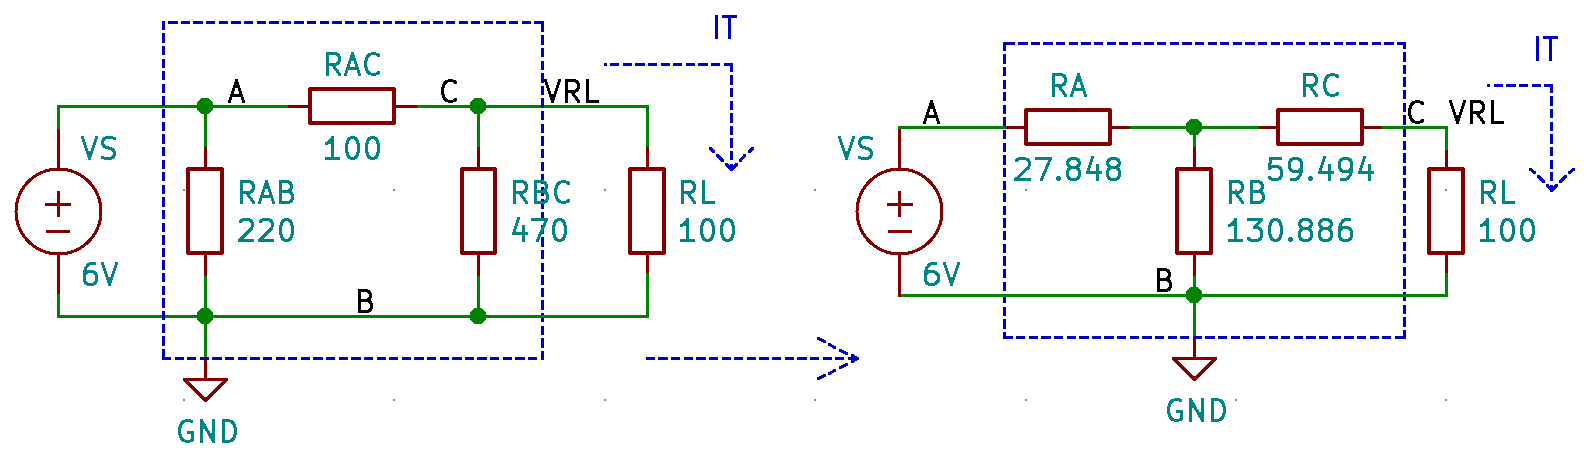 IT
RAC
A
C
VRL
100
VS
+
−
6V
RAB
220
RBC
470
RL
100
B
GND
IT
RA
RC
A
C
VRL
27.848
59.494
VS
+
−
6V
RB
130.886
RL
100
B
GND